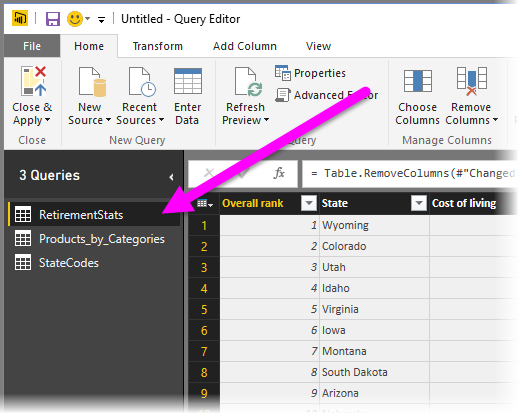 Untitled - Query Editor
File Home Transform Add Column View
Close & Apply
New Source
Recent Sources
Enter Data
Refresh Preview
Properties
Advanced Editor
Choose Columns
Remove Columns
Close New Query Query Manage Columns
3 Queries
fx = Table.RemoveColumns(#"Changed
RetirementStats
Products_by_Categories
StateCodes
Overall rank State Cost of living
1 1 Wyoming
2 2 Colorado
3 3 Utah
4 4 Idaho
5 5 Virginia
6 6 Iowa
7 7 Montana
8 8 South Dakota
9 9 Arizona